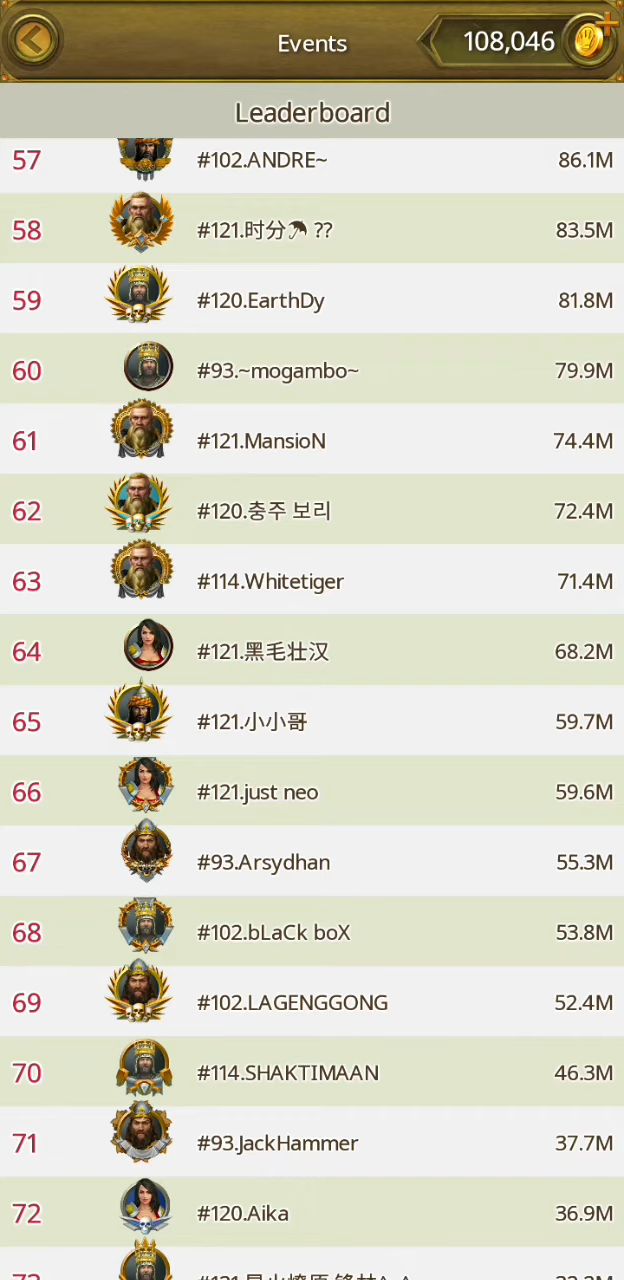 Events
108,046
Leaderboard
57 #102.ANDRE~ 86.1M
58 #121.时分☂ ?? 83.5M
59 #120.EarthDy 81.8M
60 #93.~mogambo~ 79.9M
61 #121.MansioN 74.4M
62 #120.충주 보리 72.4M
63 #114.Whitetiger 71.4M
64 #121.黑毛壮汉 68.2M
65 #121.小小哥 59.7M
66 #121.just neo 59.6M
67 #93.Arsydhan 55.3M
68 #102.bLaCk boX 53.8M
69 #102.LAGENGGONG 52.4M
70 #114.SHAKTIMAAN 46.3M
71 #93.JackHammer 37.7M
72 #120.Aika 36.9M